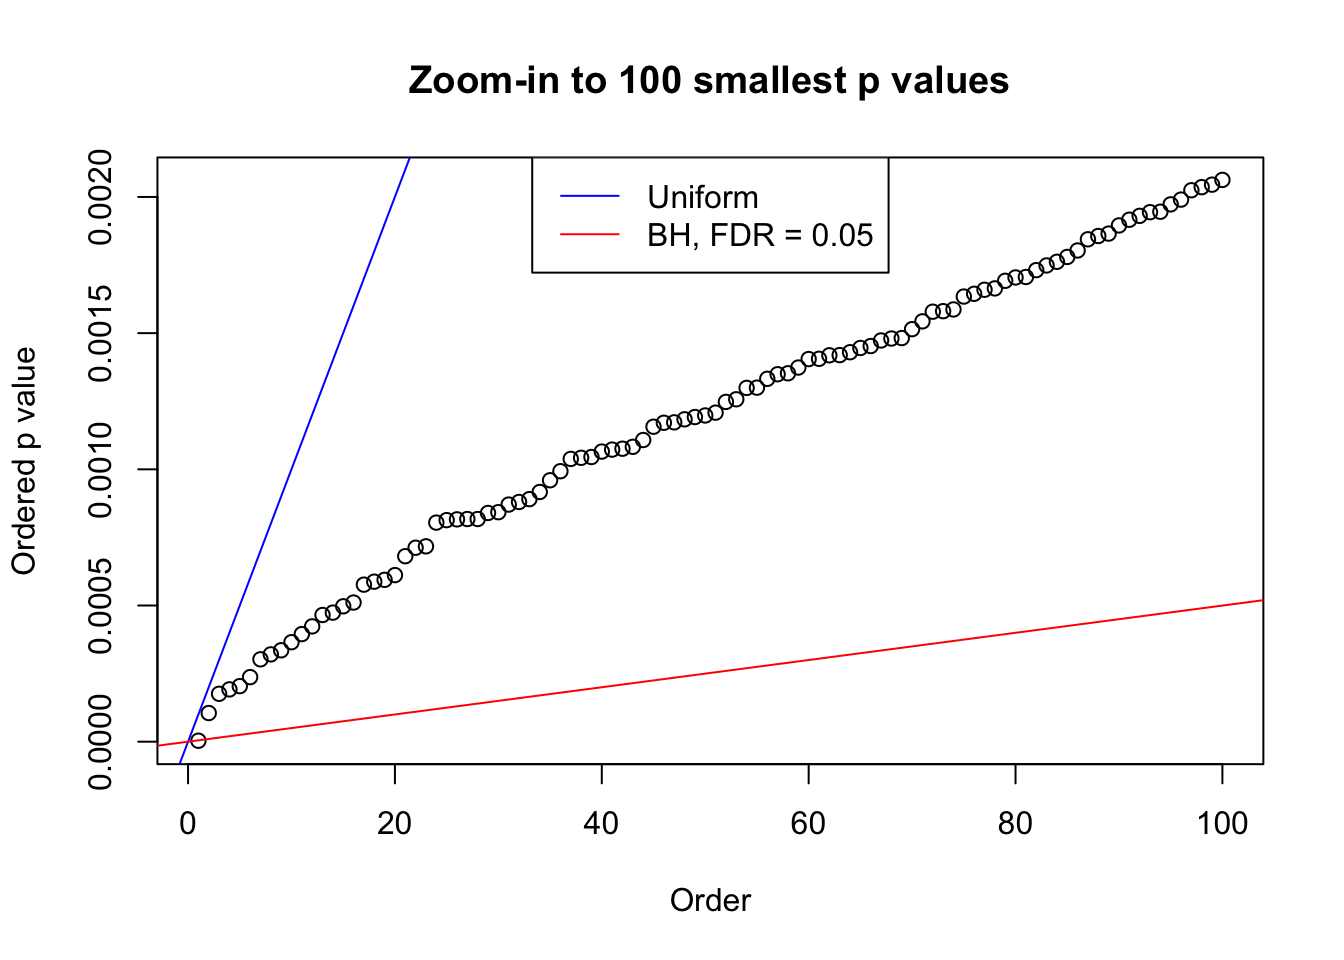 Zoom-in to 100 smallest p values
Uniform
BH, FDR = 0.05
Ordered p value
0.0020
0.0015
0.0010
0.0005
0.0000
0 20 40 60 80 100
Order